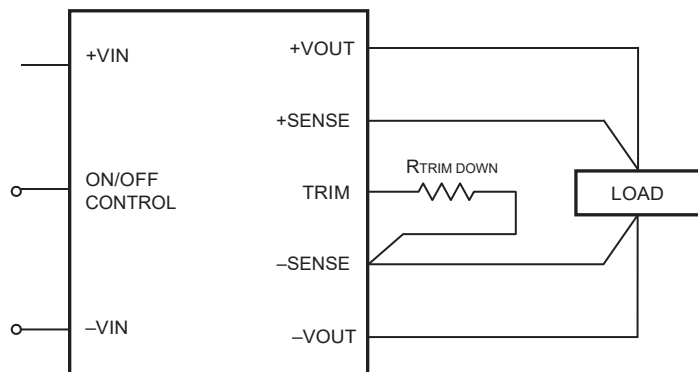 +VIN
+VOUT
+SENSE
RTRIM DOWN
ON/OFF
CONTROL
TRIM
LOAD
–SENSE
–VIN
–VOUT